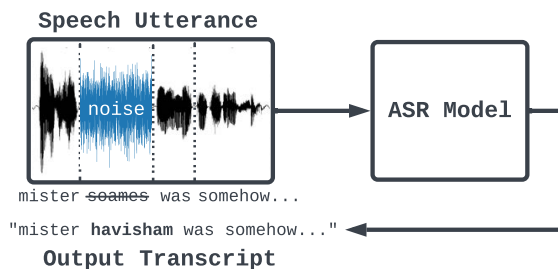 Speech Utterance
noise
ASR Model
mister soames was somehow...
"mister havisham was somehow..."
Output Transcript